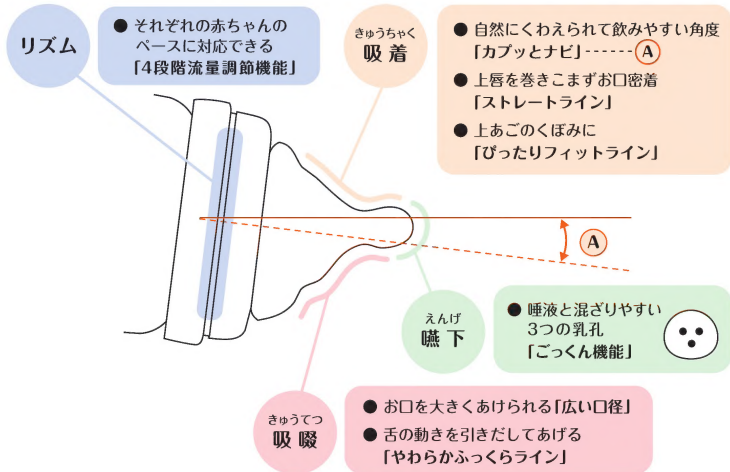 リズム
● それぞれの赤ちゃんの
ペースに対応できる
「4段階流量調節機能」
きゅうちゃく
吸着
● 自然にくわえられて飲みやすい角度
「カプッとナビ」------ A
● 上唇を巻きこまずお口密着
「ストレートライン」
● 上あごのくぼみに
「ぴったりフィットライン」
A
えんげ
嚥下
● 唾液と混ざりやすい
3つの乳孔
「ごっくん機能」
きゅうてつ
吸啜
● お口を大きくあけられる「広い口径」
● 舌の動きを引きだしてあげる
「やわらかふっくらライン」